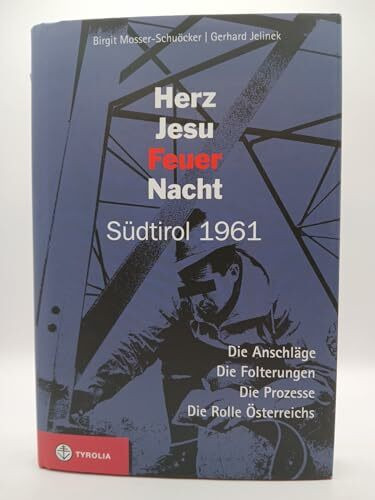 Birgit Mosser-Schuöcker | Gerhard Jelinek
Herz
Jesu
Feuer
Nacht
Südtirol 1961
Die Anschläge
Die Folterungen
Die Prozesse
Die Rolle Österreichs
TYROLIA